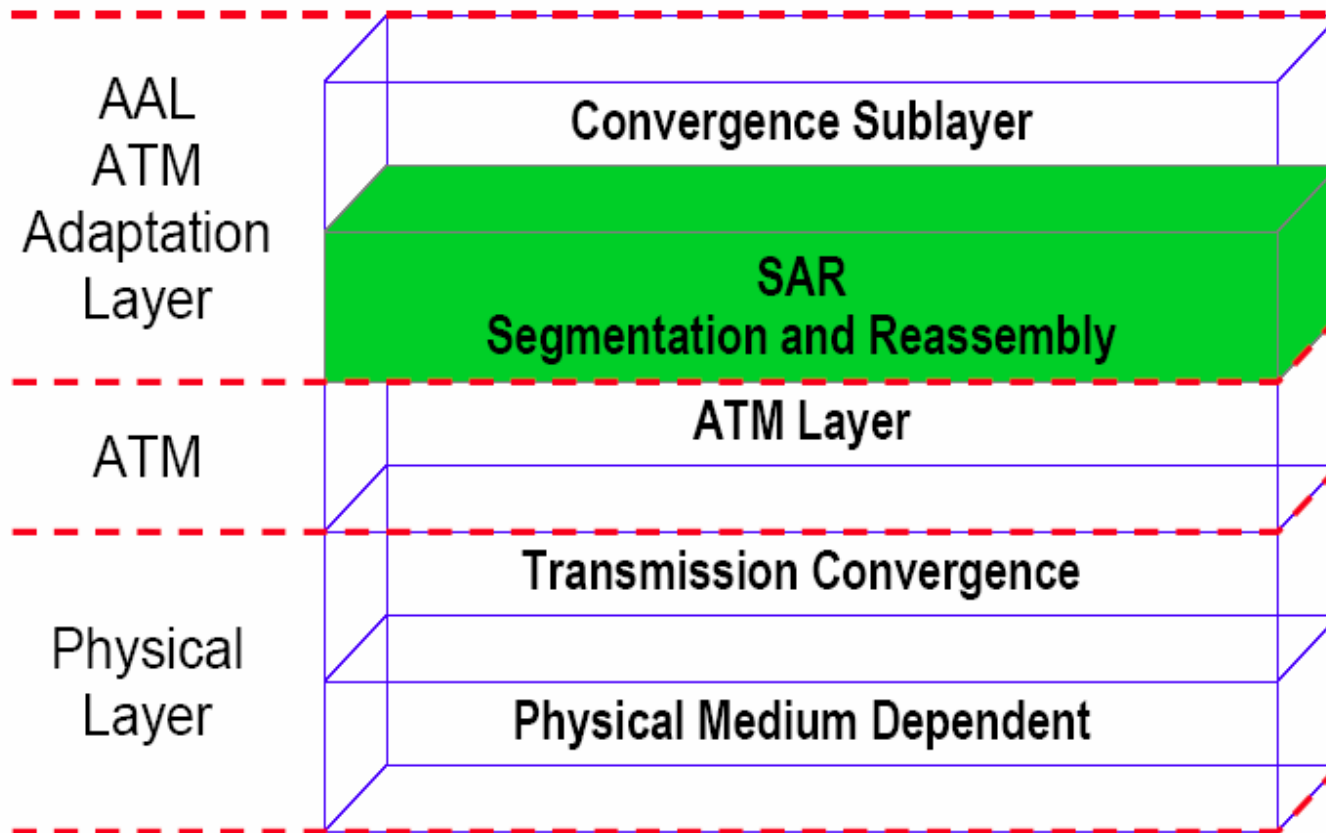 AAL
ATM
Adaptation
Layer
Convergence Sublayer
SAR
Segmentation and Reassembly
ATM
ATM Layer
Physical
Layer
Transmission Convergence
Physical Medium Dependent